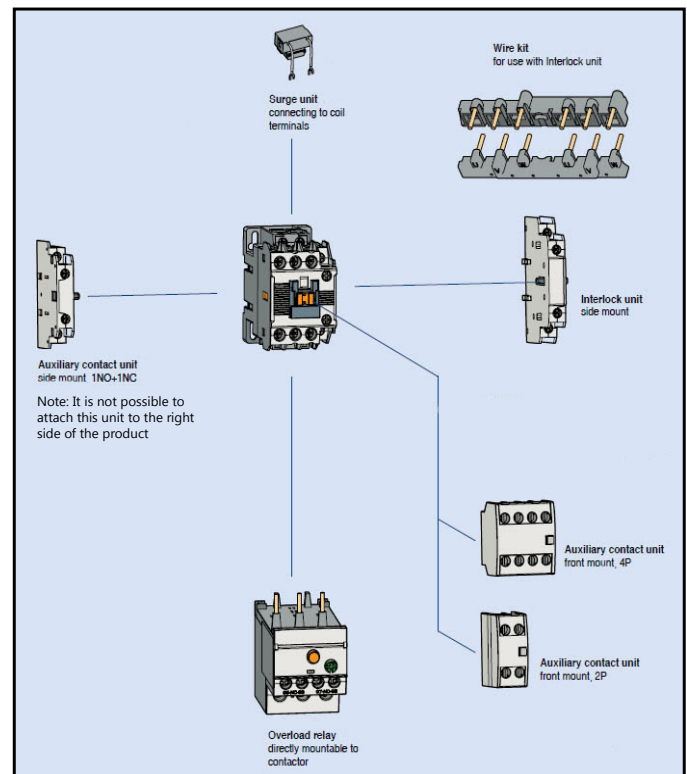 Surge unit
connecting to coil
terminals
Wire kit
for use with Interlock unit
Interlock unit
side mount
Auxiliary contact unit
side mount 1NO+1NC
Note: It is not possible to
attach this unit to the right
side of the product
Auxiliary contact unit
front mount, 4P
Auxiliary contact unit
front mount, 2P
Overload relay
directly mountable to
contactor